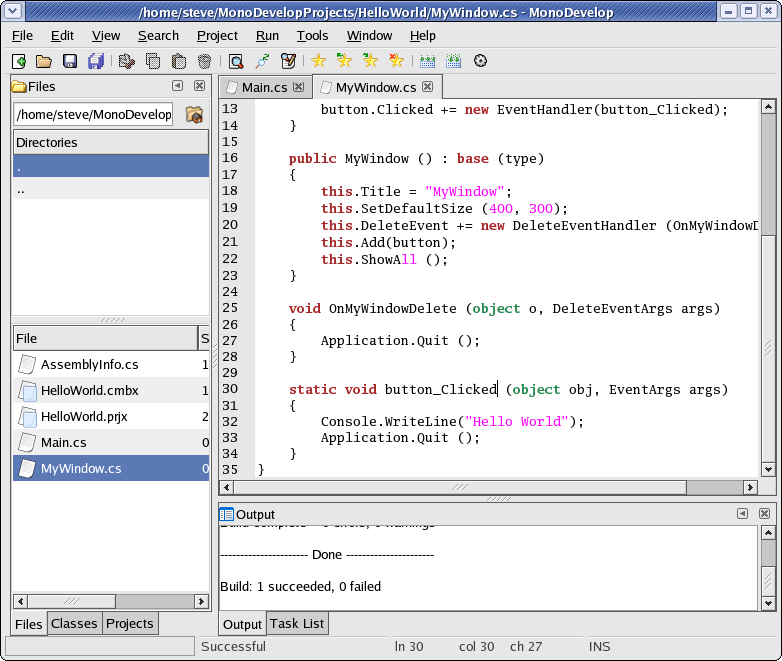 /home/steve/MonoDevelopProjects/HelloWorld/MyWindow.cs - MonoDevelop
File Edit View Search Project Run Tools Window Help
Files
/home/steve/MonoDevelop
Directories
.
..
File S
AssemblyInfo.cs 1
HelloWorld.cmbx 1
HelloWorld.prjx 2
Main.cs 0
MyWindow.cs 0
Files Classes Projects
Main.cs MyWindow.cs
13 button.Clicked += new EventHandler(button_Clicked);
14 }
15
16 public MyWindow () : base (type)
17 {
18 this.Title = "MyWindow";
19 this.SetDefaultSize (400, 300);
20 this.DeleteEvent += new DeleteEventHandler (OnMyWindowD
21 this.Add(button);
22 this.ShowAll ();
23 }
24
25 void OnMyWindowDelete (object o, DeleteEventArgs args)
26 {
27 Application.Quit ();
28 }
29
30 static void button_Clicked (object obj, EventArgs args)
31 {
32 Console.WriteLine("Hello World");
33 Application.Quit ();
34 }
35 }
Output
Build complete -- 0 errors, 0 warnings
---------------------- Done ----------------------
Build: 1 succeeded, 0 failed
Output Task List
Successful ln 30 col 30 ch 27 INS